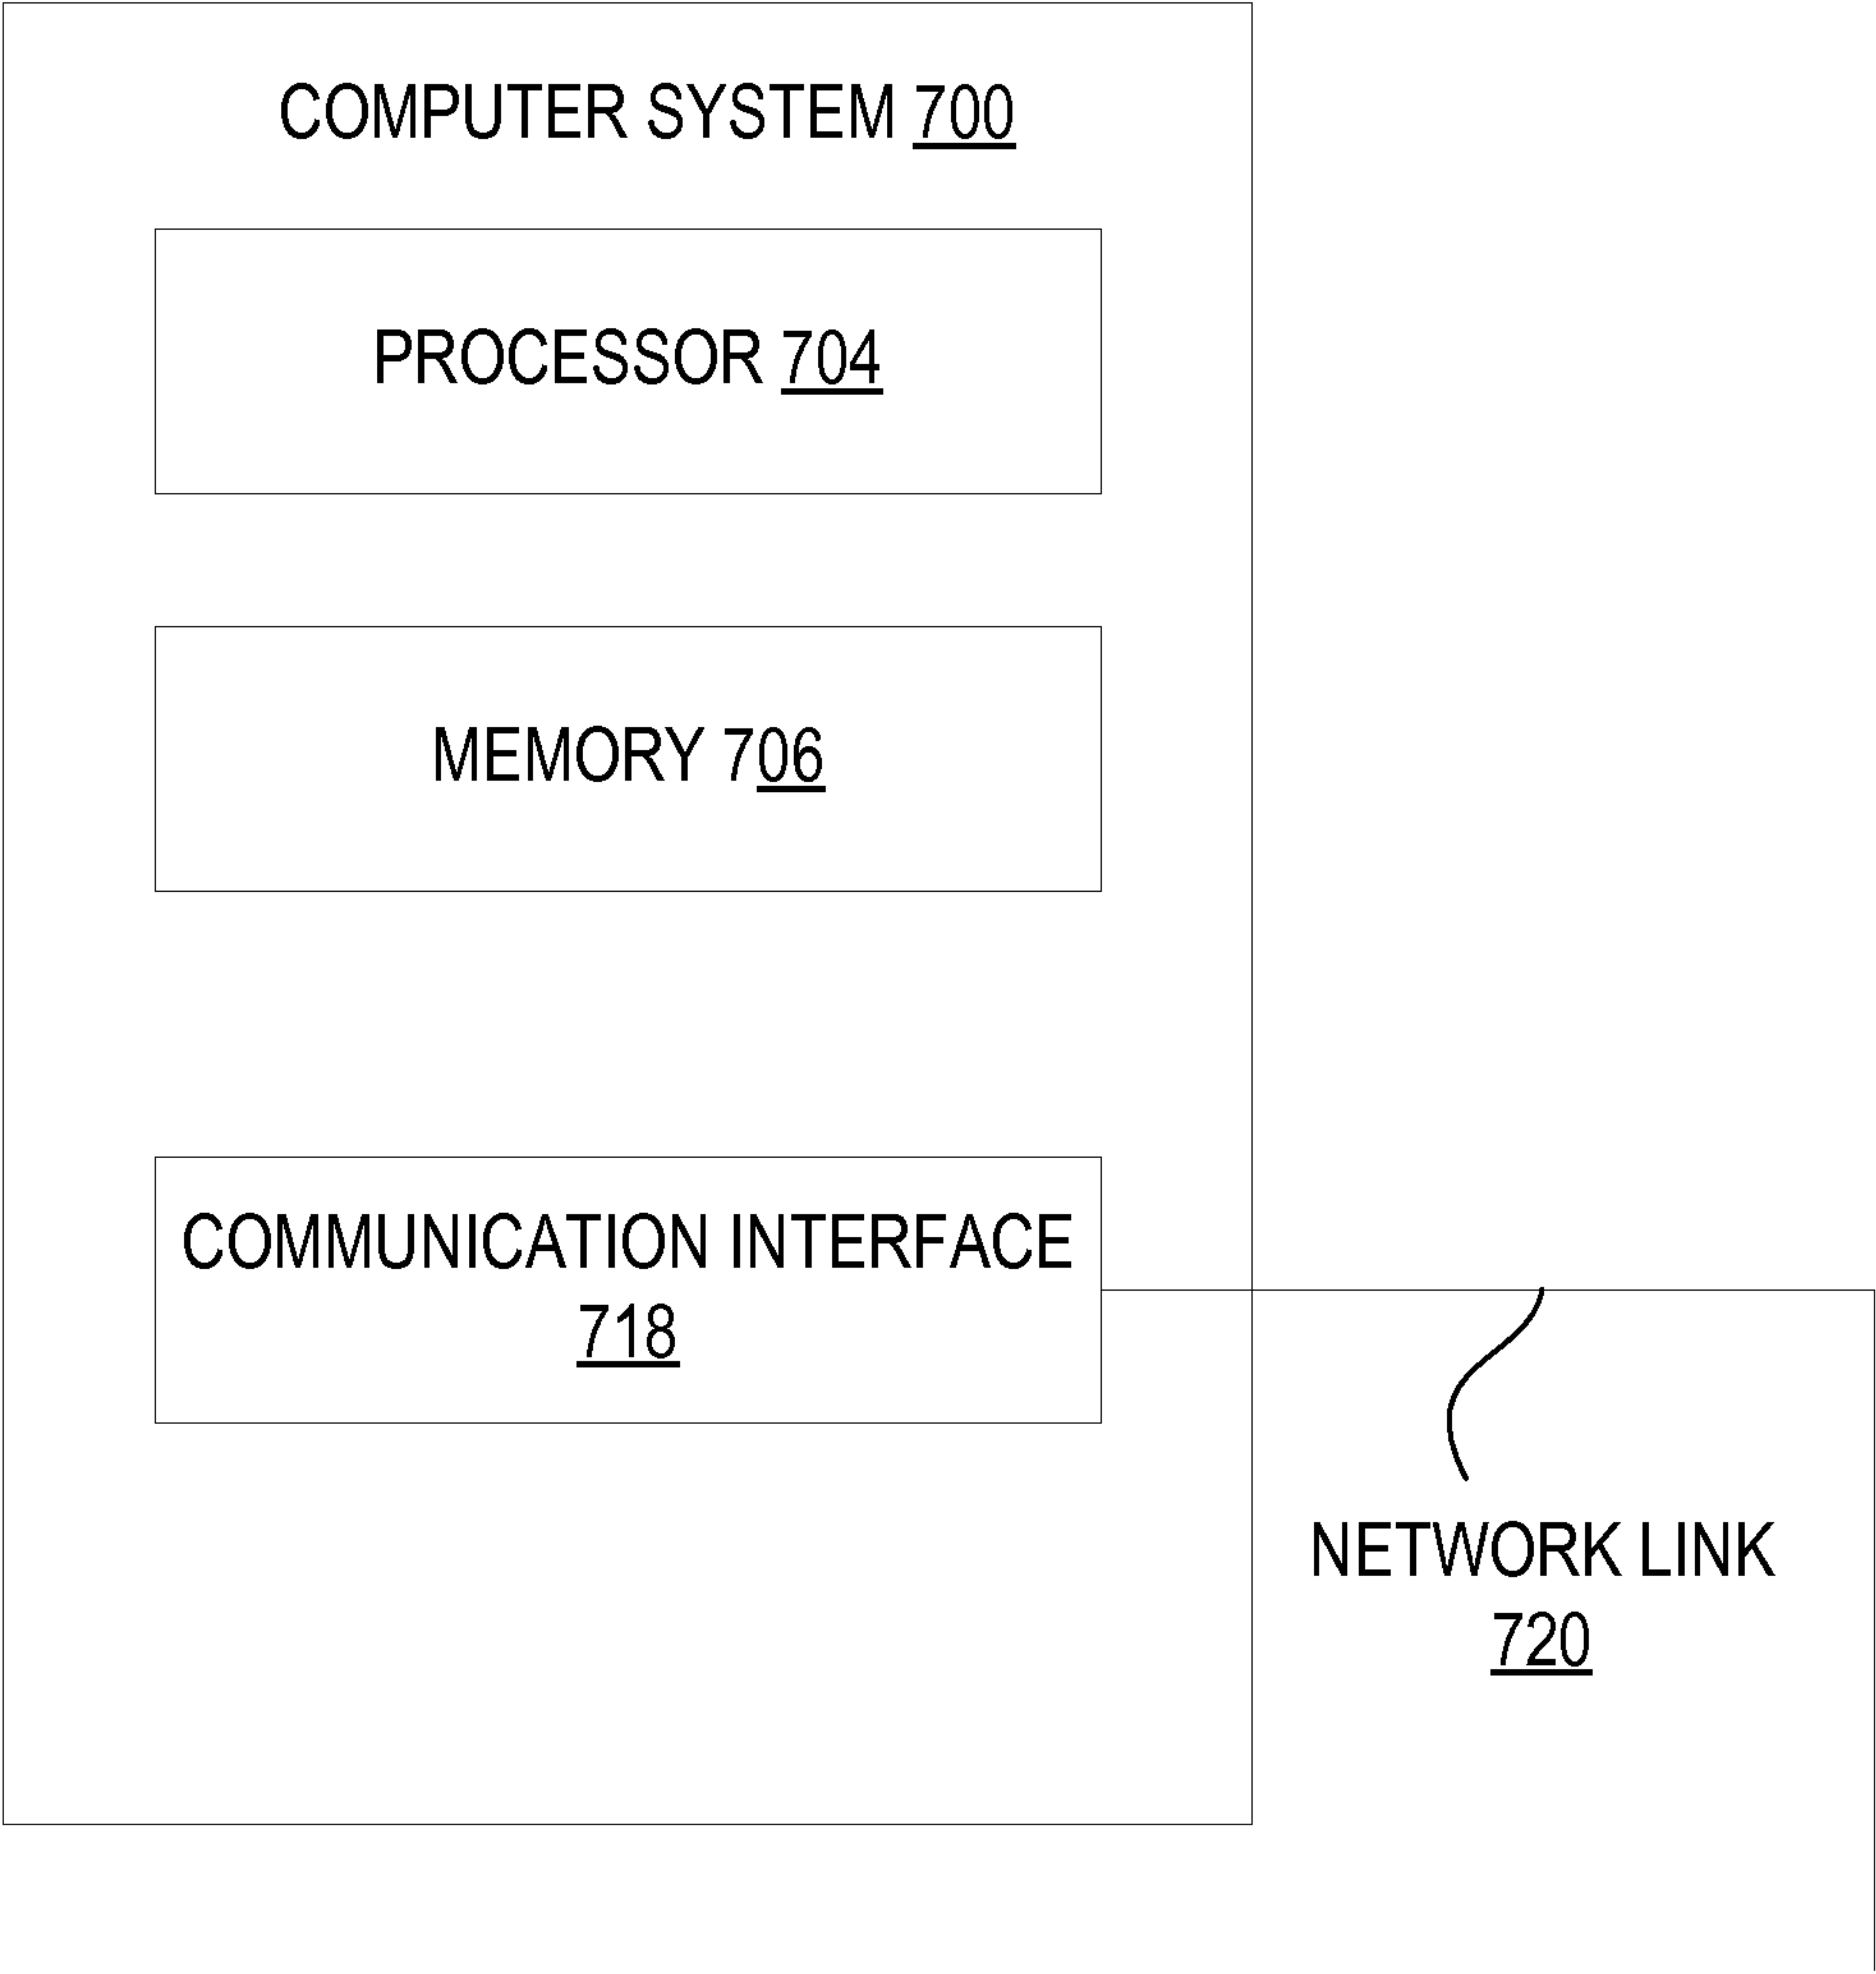 COMPUTER SYSTEM 700
PROCESSOR 704
MEMORY 706
COMMUNICATION INTERFACE
718
NETWORK LINK
720